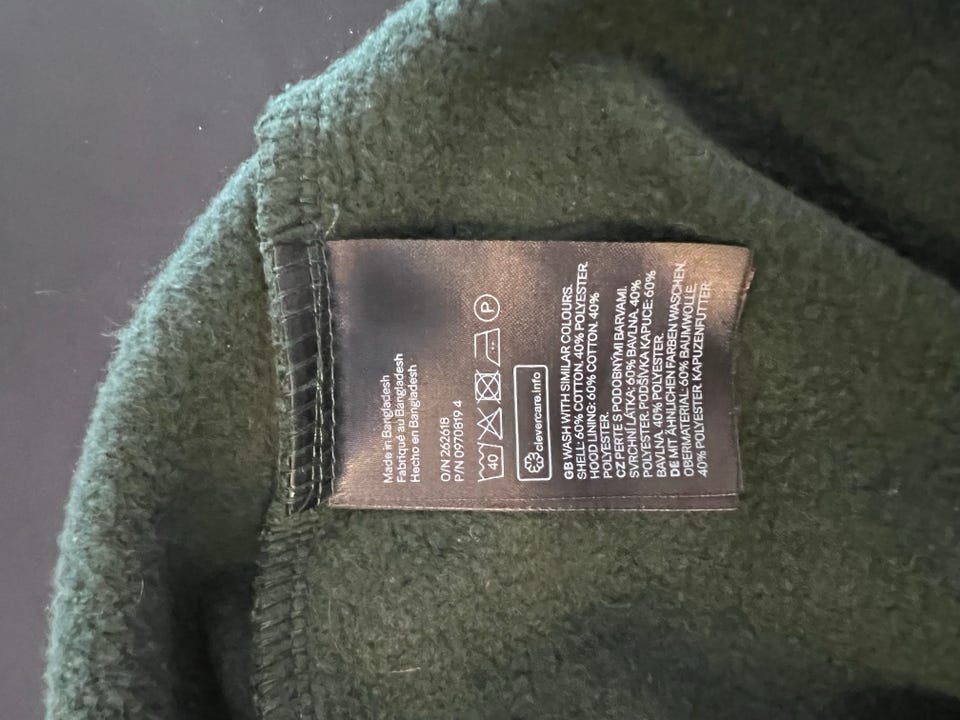 Made in Bangladesh
Fabriqué au Bangladesh
Hecho en Bangladesh
O/N 262618
P/N 0970819 4
40
P
clevercare.info
GB WASH WITH SIMILAR COLOURS.
SHELL: 60% COTTON. 40% POLYESTER.
HOOD LINING: 60% COTTON. 40%
POLYESTER.
CZ PERTE S PODOBNÝMI BARVAMI.
SVRCHNÍ LÁTKA: 60% BAVLNA. 40%
POLYESTER. PODŠÍVKA KAPUCE: 60%
BAVLNA. 40% POLYESTER.
DE MIT ÄHNLICHEN FARBEN WASCHEN.
OBERMATERIAL: 60% BAUMWOLLE.
40% POLYESTER. KAPUZENFUTTER: